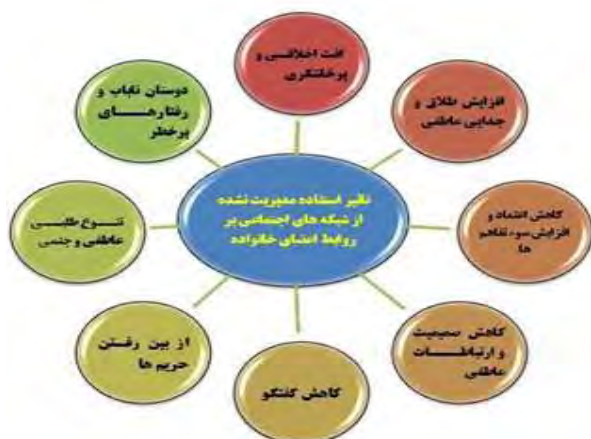 افت اخلاقی و
پرخاشگری
افزایش طلاق و
جدایی عاطفی
کاهش اعتماد و
افزایش سوء تفاهم
ها
کاهش صمیمیت
و ارتباطات
عاطفی
کاهش گفتگو
از بین رفتن
حریم ها
تنوع طلبی
عاطفی و جنسی
دوستان ناباب و
رفتارهای
پرخطر
تأثیر استفاده مدیریت نشده
از شبکه های اجتماعی بر
روابط اعضای خانواده